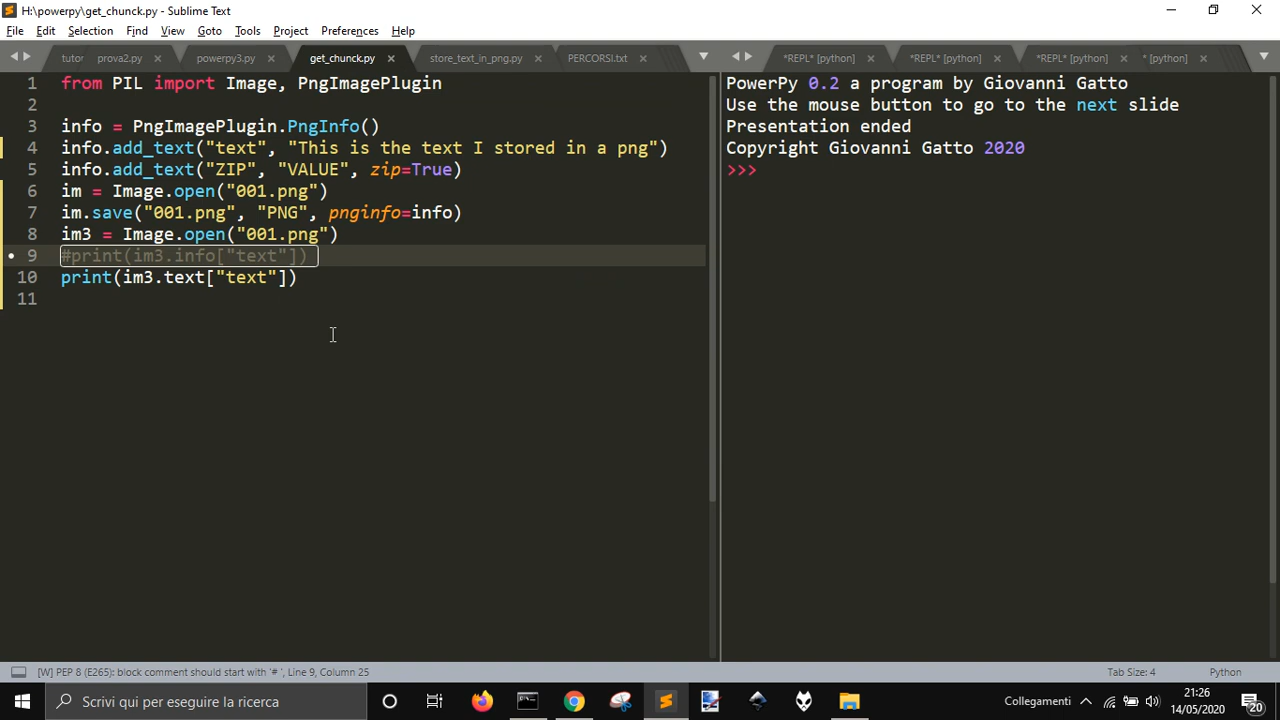 H:\powerpy\get_chunck.py - Sublime Text
File Edit Selection Find View Goto Tools Project Preferences Help
tutor prova2.py powerpy3.py get_chunck.py store_text_in_png.py PERCORSI.txt
*REPL* [python] *REPL* [python] *REPL* [python] * [python]
1 from PIL import Image, PngImagePlugin
2
3 info = PngImagePlugin.PngInfo()
4 info.add_text("text", "This is the text I stored in a png")
5 info.add_text("ZIP", "VALUE", zip=True)
6 im = Image.open("001.png")
7 im.save("001.png", "PNG", pnginfo=info)
8 im3 = Image.open("001.png")
9 #print(im3.info["text"])
10 print(im3.text["text"])
11
PowerPy 0.2 a program by Giovanni Gatto
Use the mouse button to go to the next slide
Presentation ended
Copyright Giovanni Gatto 2020
>>>
[W] PEP 8 (E265): block comment should start with '# ', Line 9, Column 25
Tab Size: 4 Python
Scrivi qui per eseguire la ricerca
Collegamenti
21:26
14/05/2020
20